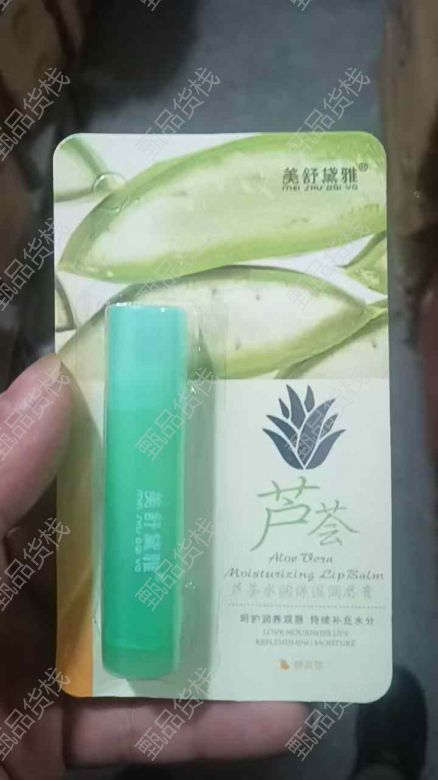 美舒黛雅®
mei shu dai ya
美舒黛雅
mei shu dai ya
芦荟
Aloe Vera
Moisturizing Lip Balm
芦荟水润保湿润唇膏
呵护润养双唇 持续补充水分
LOVE NOURISHES LIPS
REPLENISHING MOISTURE
甄品货栈